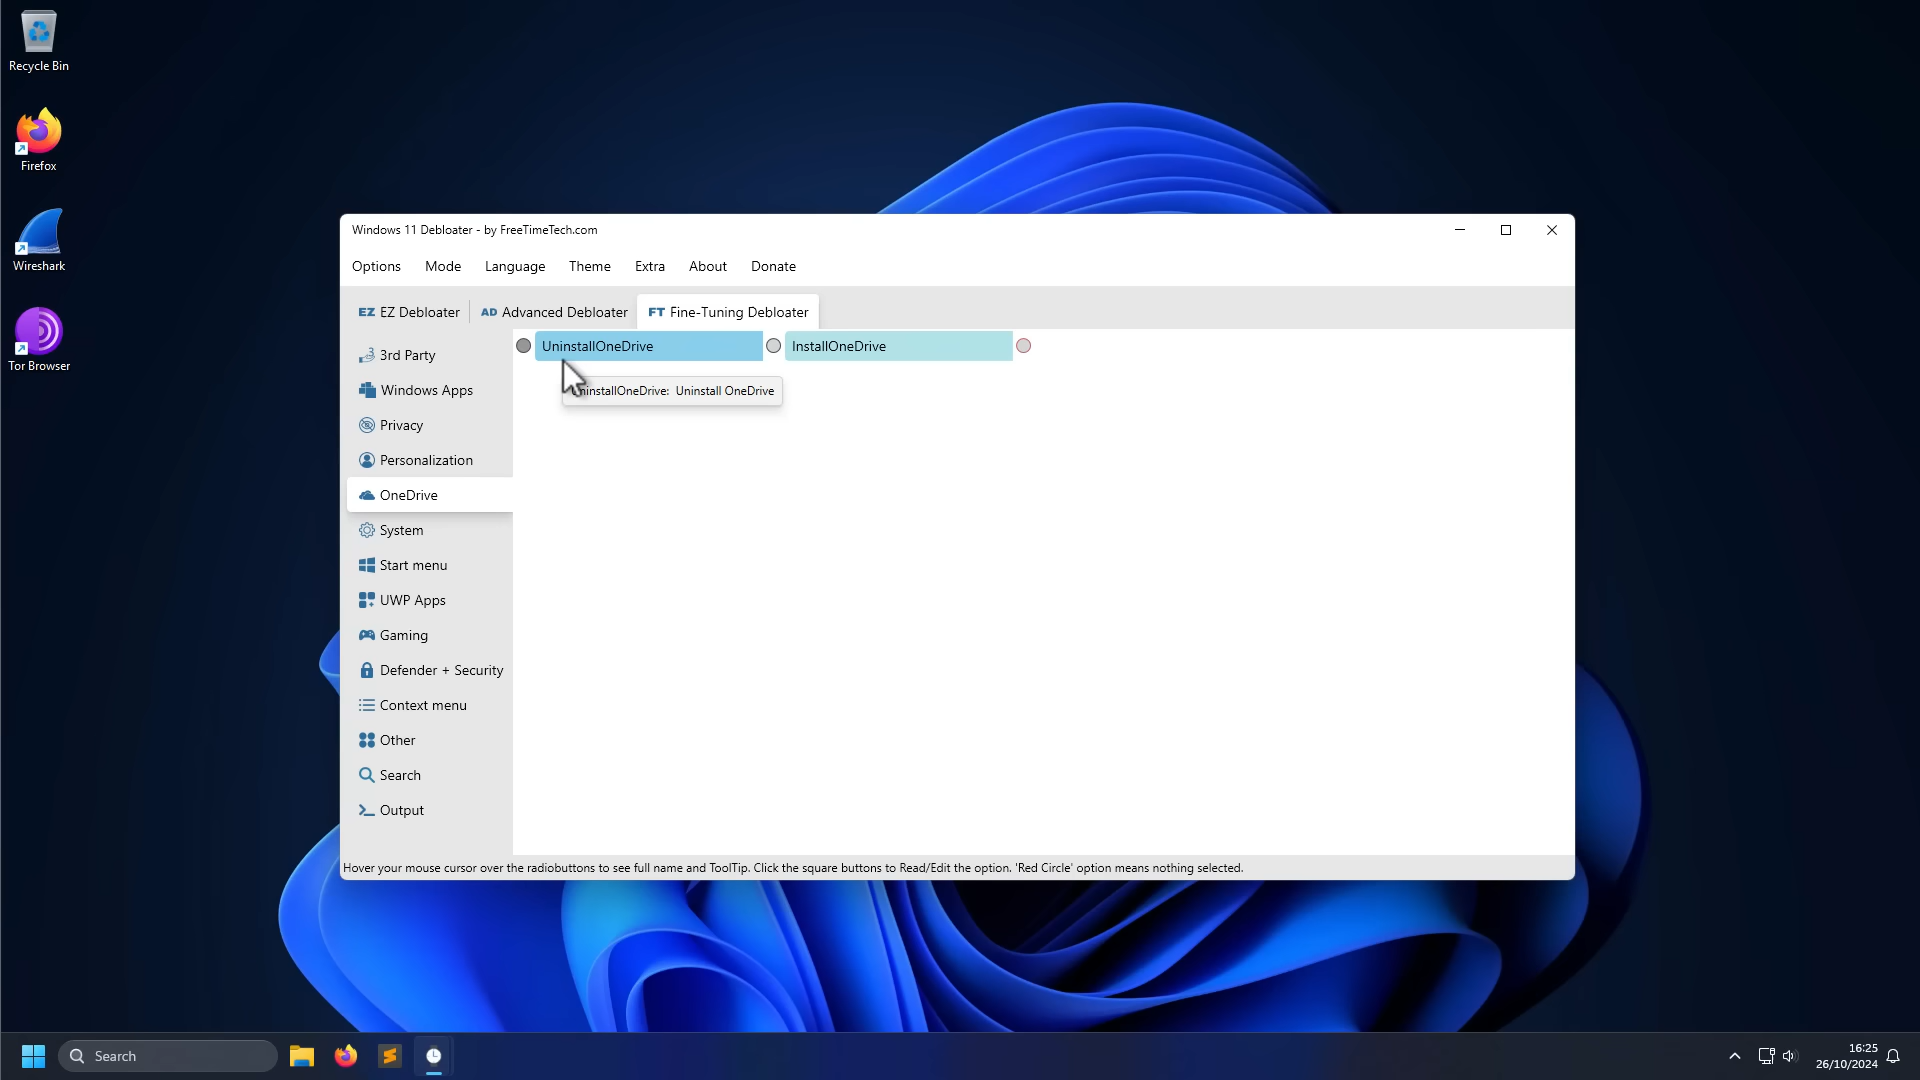 Recycle Bin
Firefox
Wireshark
Tor Browser
Windows 11 Debloater - by FreeTimeTech.com
Options Mode Language Theme Extra About Donate
EZ EZ Debloater AD Advanced Debloater FT Fine-Tuning Debloater
3rd Party
Windows Apps
Privacy
Personalization
OneDrive
System
Start menu
UWP Apps
Gaming
Defender + Security
Context menu
Other
Search
Output
UninstallOneDrive InstallOneDrive
ninstallOneDrive: Uninstall OneDrive
Hover your mouse cursor over the radiobuttons to see full name and ToolTip. Click the square buttons to Read/Edit the option. 'Red Circle' option means nothing selected.
Search
16:25
26/10/2024